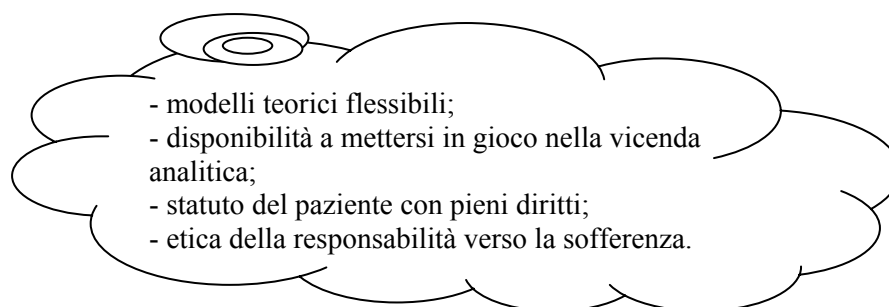 - modelli teorici flessibili;
- disponibilità a mettersi in gioco nella vicenda
analitica;
- statuto del paziente con pieni diritti;
- etica della responsabilità verso la sofferenza.